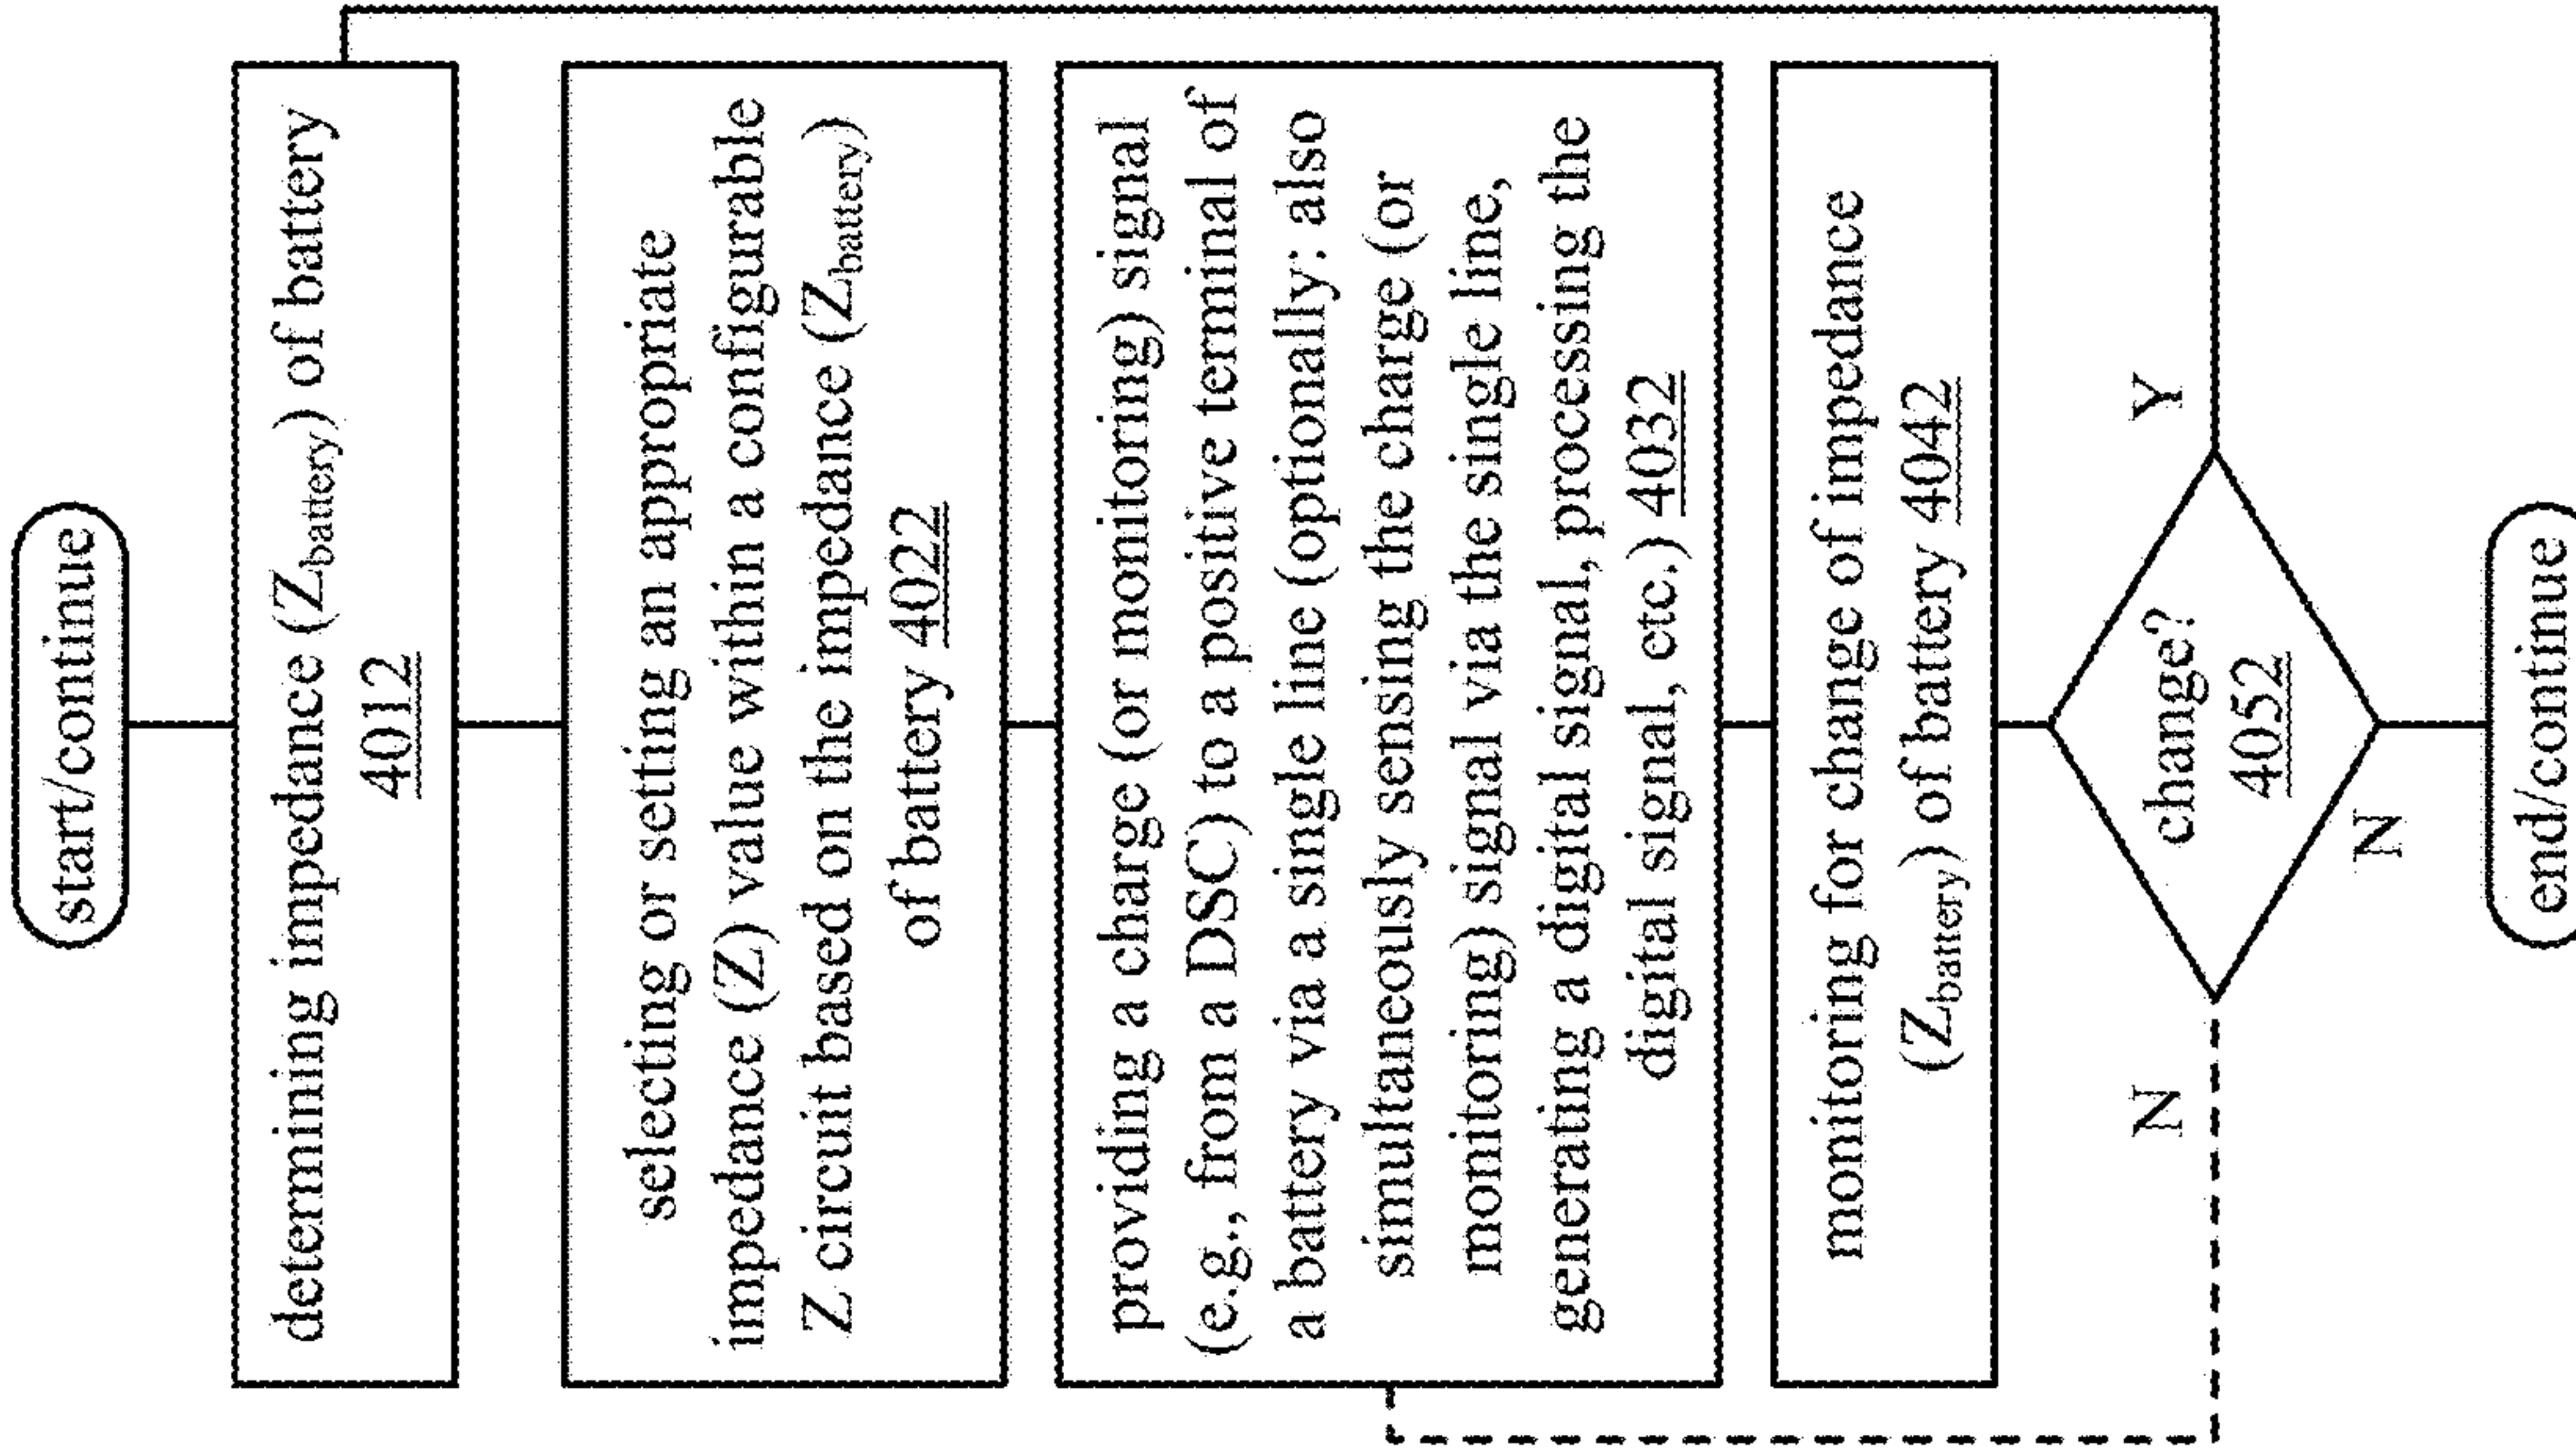 start/continue
determining impedance (Zbattery) of battery
4012
selecting or setting an appropriate
impedance (Z) value within a configurable
Z circuit based on the impedance (Zbattery)
of battery 4022
providing a charge (or monitoring) signal
(e.g., from a DSC) to a positive terminal of
a battery via a single line (optionally: also
simultaneously sensing the charge (or
monitoring) signal via the single line,
generating a digital signal, processing the
digital signal, etc.) 4032
monitoring for change of impedance
(Zbattery) of battery 4042
change?
4052
Y
N
N
end/continue